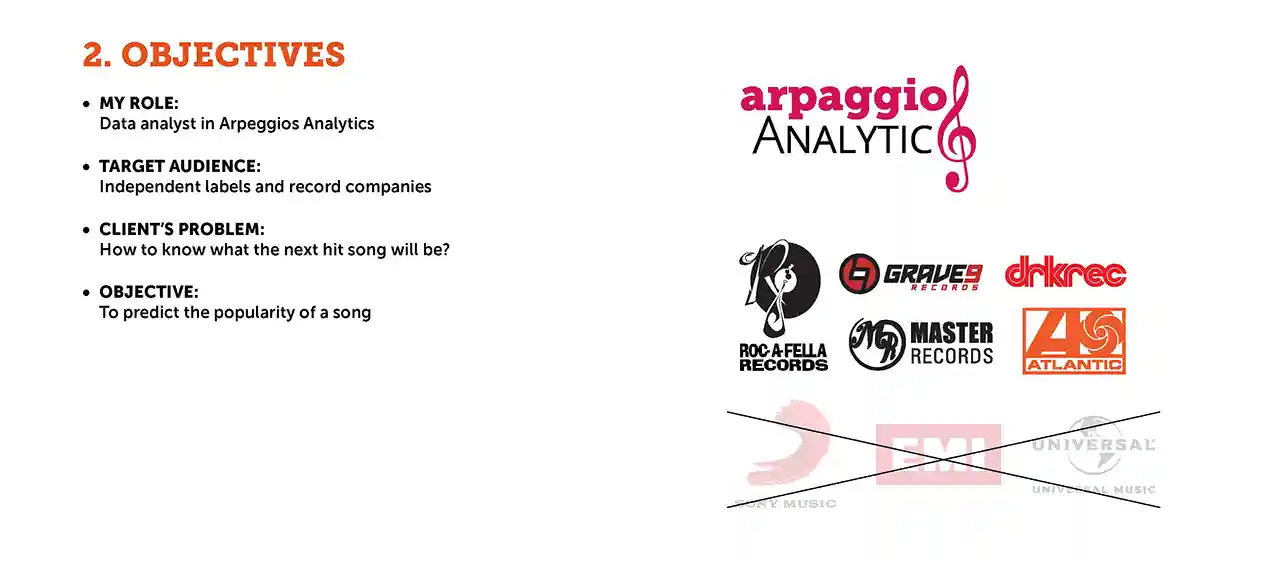 2. OBJECTIVES
• MY ROLE:
Data analyst in Arpeggios Analytics
• TARGET AUDIENCE:
Independent labels and record companies
• CLIENT’S PROBLEM:
How to know what the next hit song will be?
• OBJECTIVE:
To predict the popularity of a song
arpaggio
ANALYTIC
ROC-A-FELLA
RECORDS
GRAVE9
RECORDS
drkrec
MR
MASTER
RECORDS
A
ATLANTIC
SONY MUSIC
EMI
UNIVERSAL
UNIVERSAL MUSIC